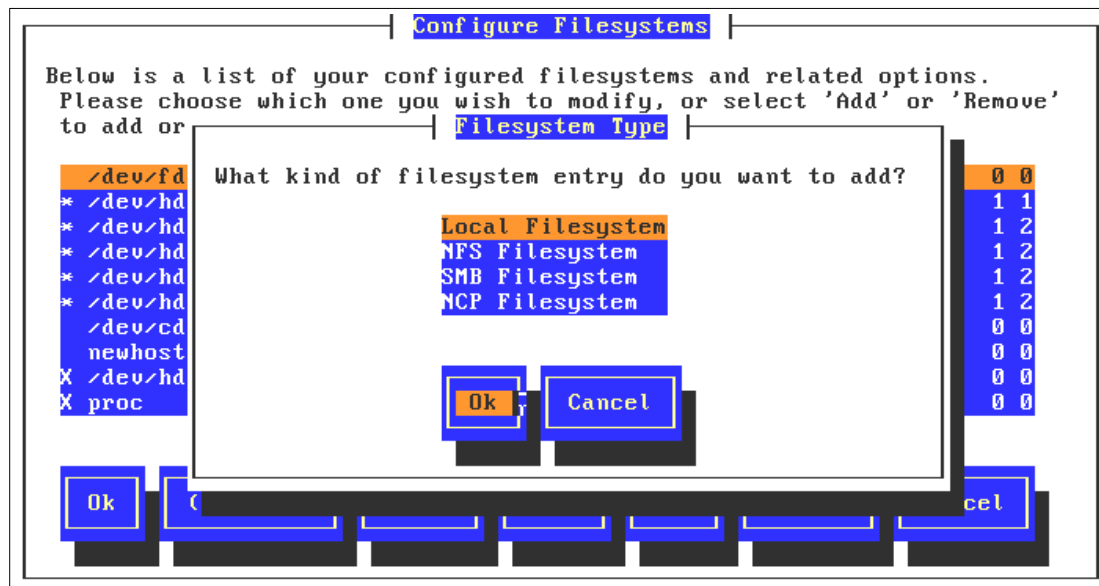 Configure Filesystems
Below is a list of your configured filesystems and related options.
Please choose which one you wish to modify, or select 'Add' or 'Remove'
to add or
Filesystem Type
What kind of filesystem entry do you want to add?
Local Filesystem
NFS Filesystem
SMB Filesystem
NCP Filesystem
Ok Cancel
/dev/fd 0 0
* /dev/hd 1 1
* /dev/hd 1 2
* /dev/hd 1 2
* /dev/hd 1 2
* /dev/hd 1 2
/dev/cd 0 0
newhost 0 0
X /dev/hd 0 0
X proc 0 0
Ok cel